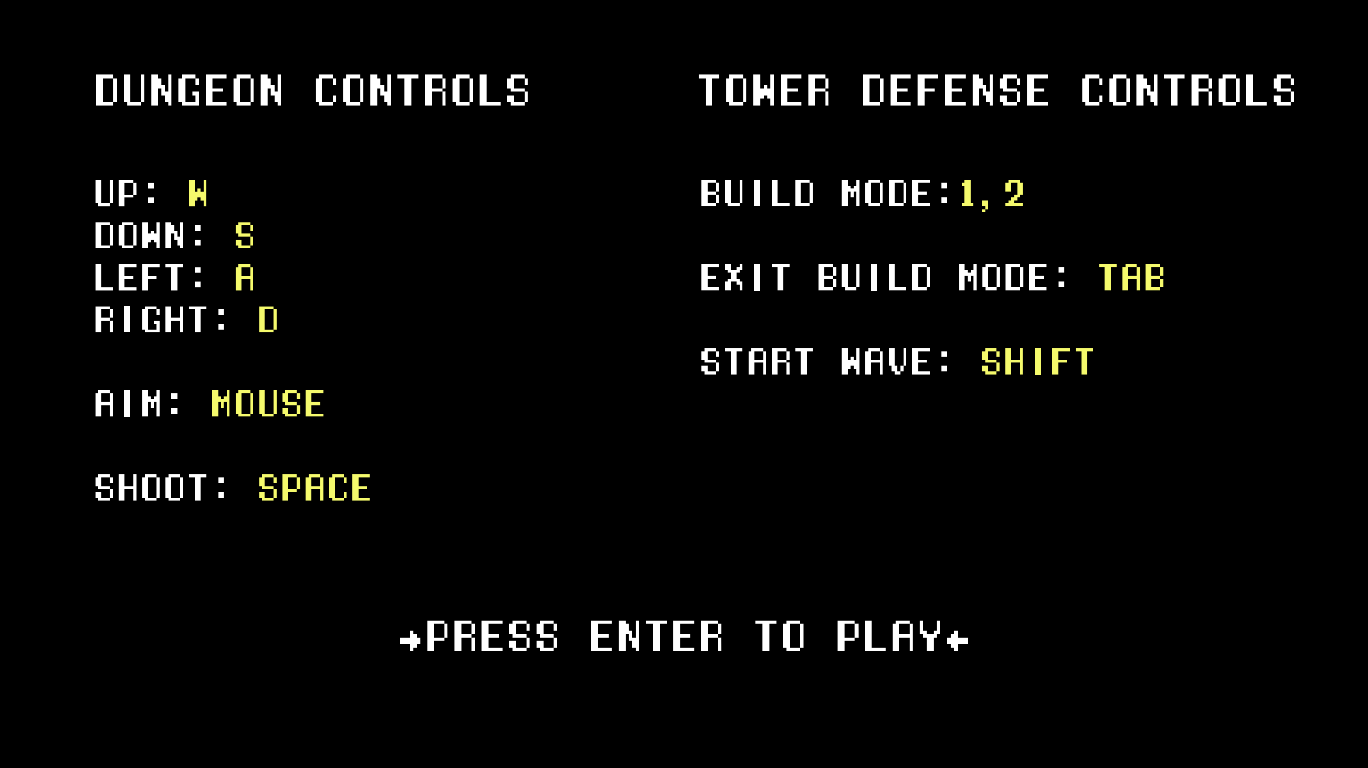 DUNGEON CONTROLS
UP: W
DOWN: S
LEFT: A
RIGHT: D
AIM: MOUSE
SHOOT: SPACE
TOWER DEFENSE CONTROLS
BUILD MODE:1,2
EXIT BUILD MODE: TAB
START WAVE: SHIFT
→PRESS ENTER TO PLAY←